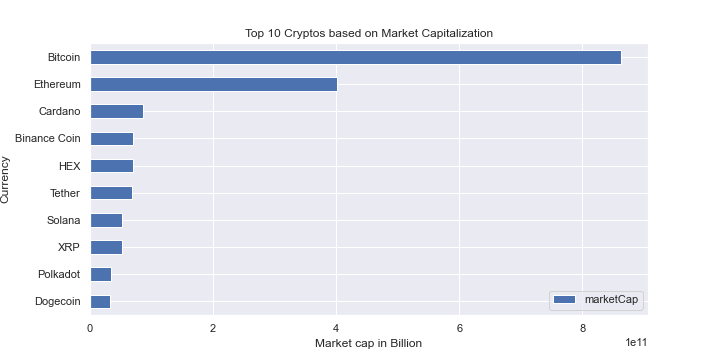 Top 10 Cryptos based on Market Capitalization
Bitcoin
Ethereum
Cardano
Binance Coin
HEX
Tether
Solana
XRP
Polkadot
Dogecoin
Currency
marketCap
0 2 4 6 8
1e11
Market cap in Billion